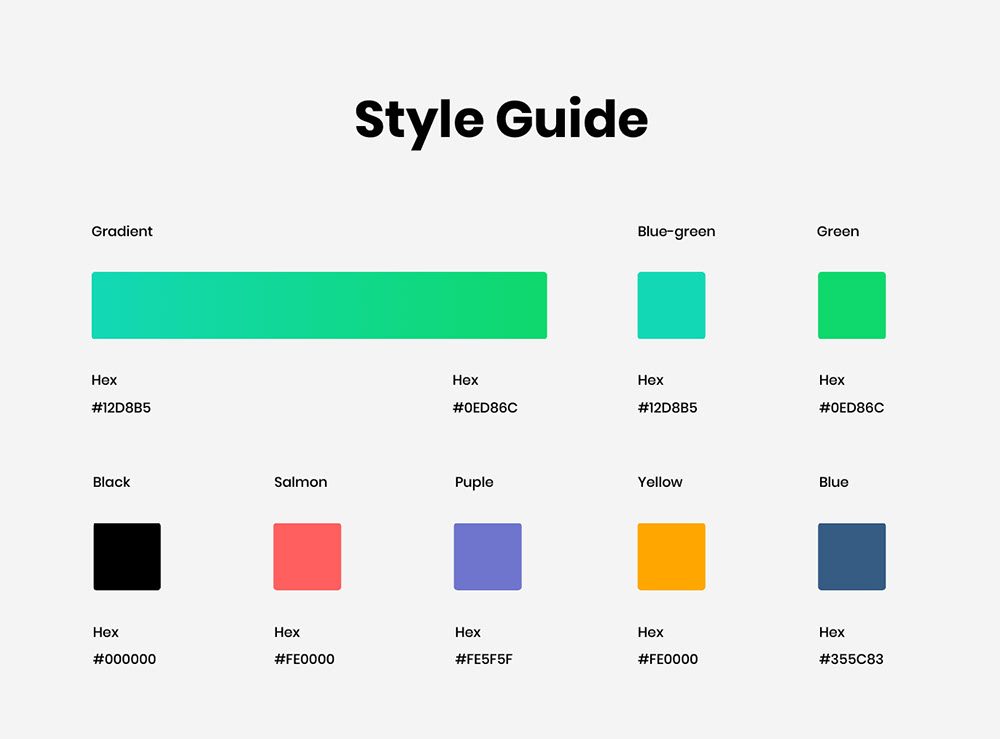 Style Guide
Gradient
Blue-green
Green
Hex
#12D8B5
Hex
#0ED86C
Hex
#12D8B5
Hex
#0ED86C
Black
Salmon
Puple
Yellow
Blue
Hex
#000000
Hex
#FE0000
Hex
#FE5F5F
Hex
#FE0000
Hex
#355C83